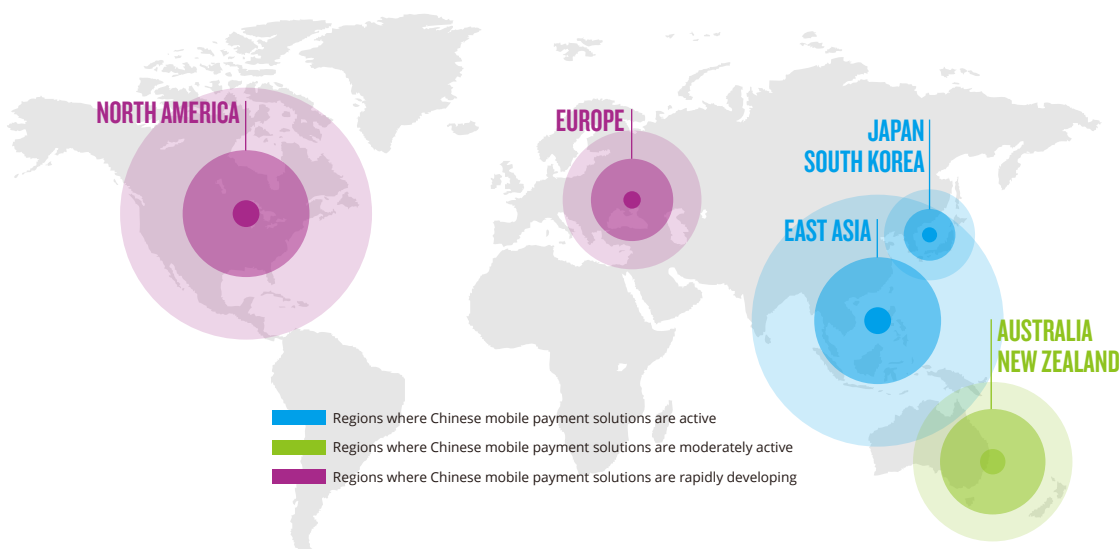 NORTH AMERICA
EUROPE
JAPAN
SOUTH KOREA
EAST ASIA
AUSTRALIA
NEW ZEALAND
Regions where Chinese mobile payment solutions are active
Regions where Chinese mobile payment solutions are moderately active
Regions where Chinese mobile payment solutions are rapidly developing